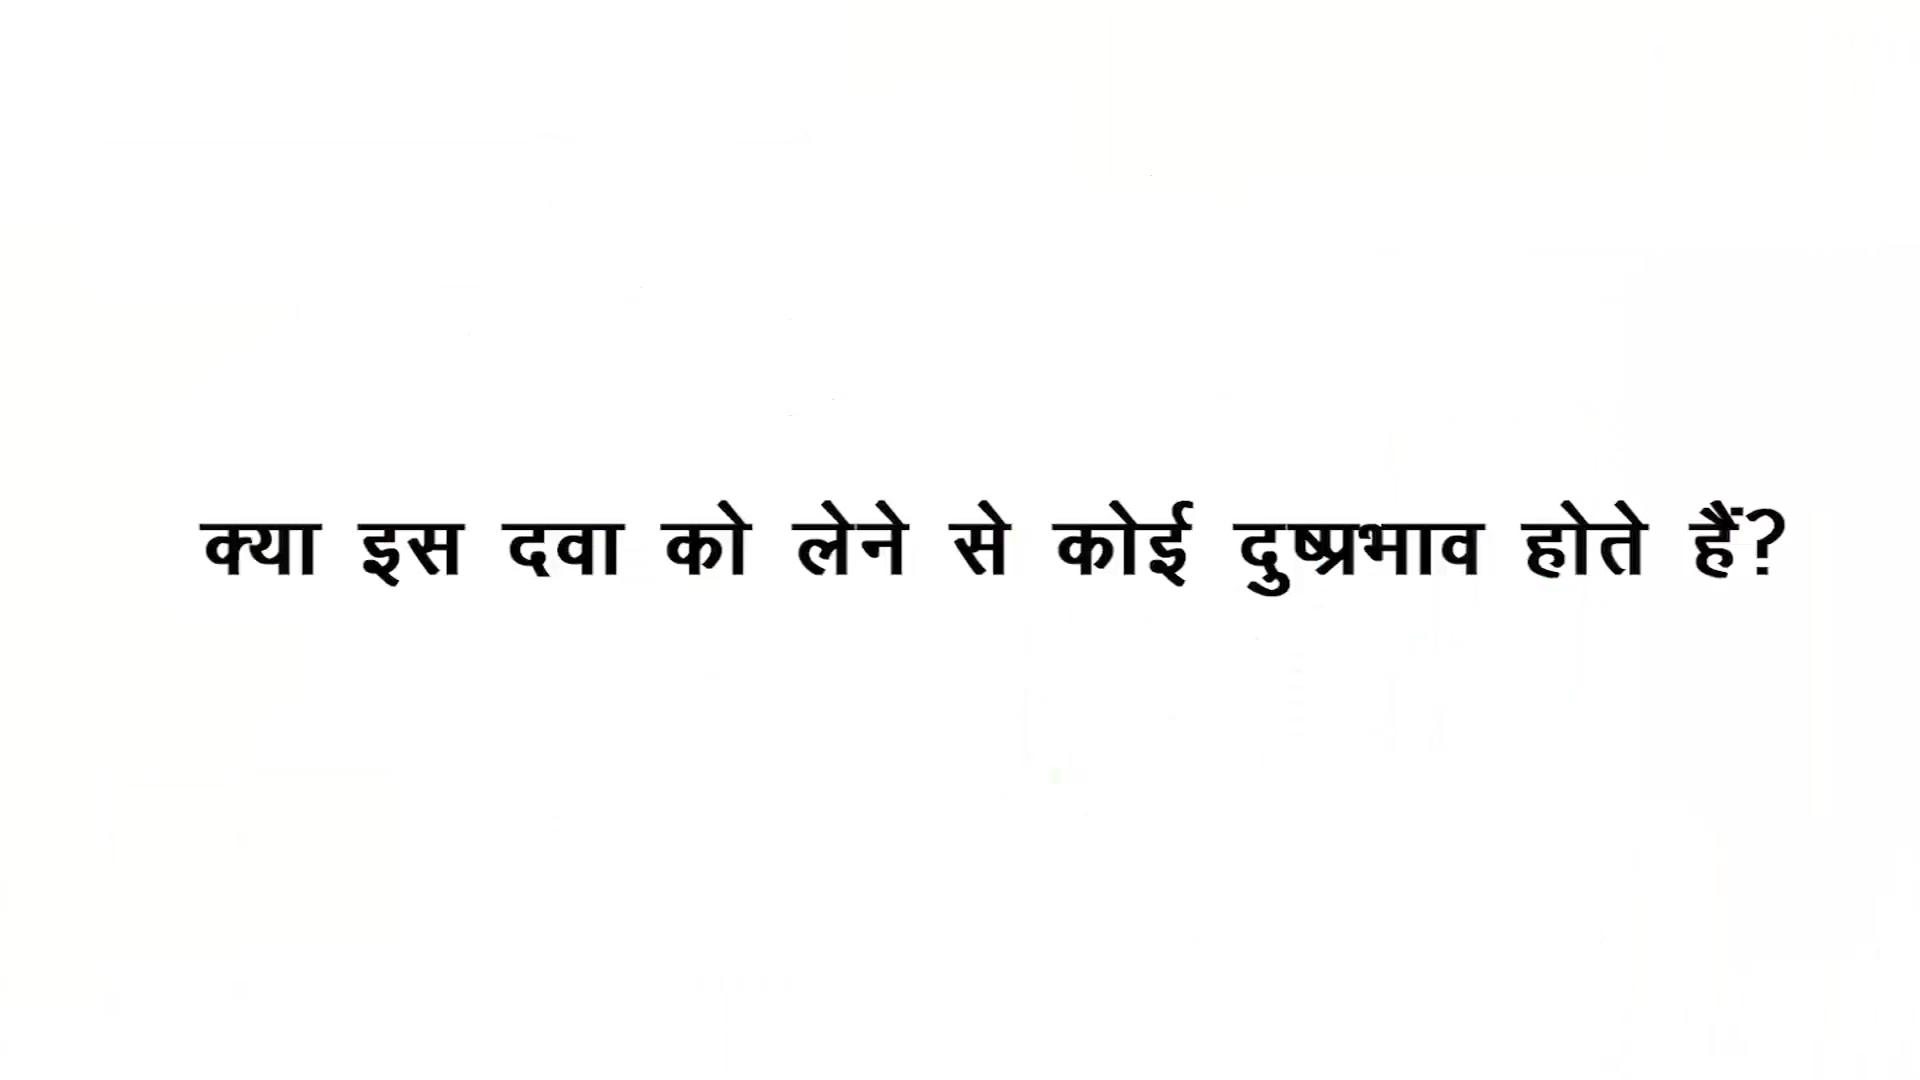 क्या इस दवा को लेने से कोई दुष्प्रभाव होते हैं?